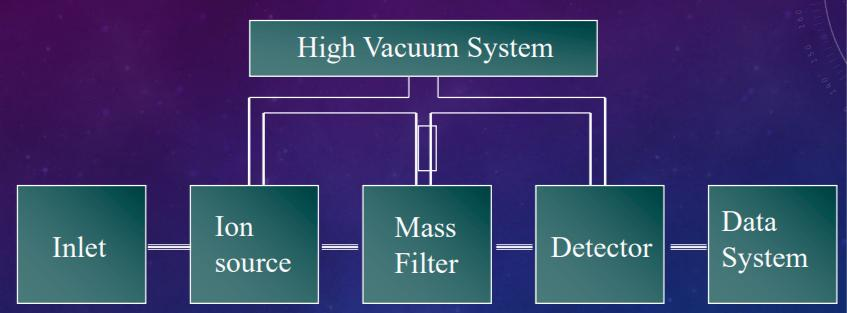 High Vacuum System
Inlet
Ion
source
Mass
Filter
Detector
Data
System